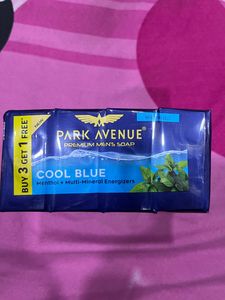 BUY 3 GET 1 FREE*
PARK AVENUE®
PREMIUM MEN'S SOAP
COOL BLUE
Menthol + Multi-Mineral Energizers